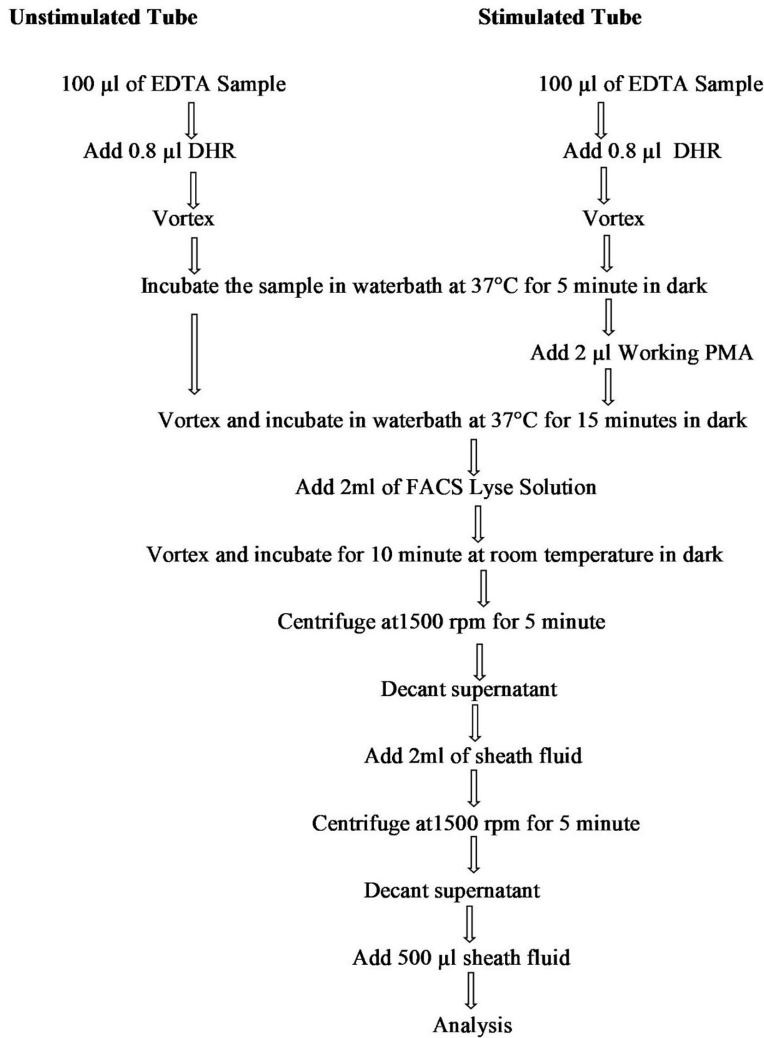 Unstimulated Tube
Stimulated Tube
100 µl of EDTA Sample
100 µl of EDTA Sample
Add 0.8 µl DHR
Add 0.8 µl  DHR
Vortex
Vortex
Incubate the sample in waterbath at 37°C for 5 minute in dark
Add 2 µl Working PMA
Vortex and incubate in waterbath at 37°C for 15 minutes in dark
Add 2ml of FACS Lyse Solution
Vortex and incubate for 10 minute at room temperature in dark
Centrifuge at1500 rpm for 5 minute
Decant supernatant
Add 2ml of sheath fluid
Centrifuge at1500 rpm for 5 minute
Decant supernatant
Add 500 µl sheath fluid
Analysis